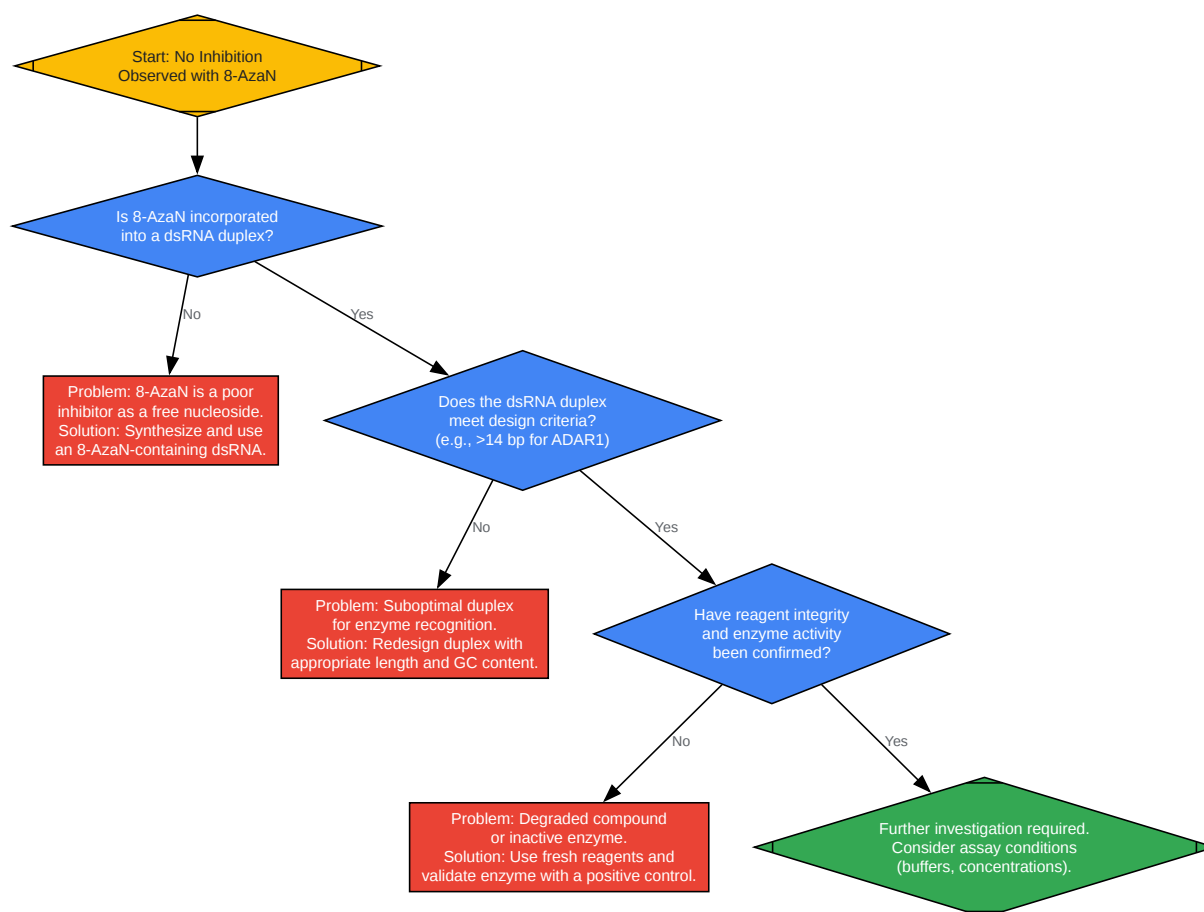 Start: No Inhibition
Observed with 8-AzaN
Is 8-AzaN incorporated
into a dsRNA duplex?
No
Yes
Problem: 8-AzaN is a poor
inhibitor as a free nucleoside.
Solution: Synthesize and use
an 8-AzaN-containing dsRNA.
Does the dsRNA duplex
meet design criteria?
(e.g., >14 bp for ADAR1)
No
Yes
Problem: Suboptimal duplex
for enzyme recognition.
Solution: Redesign duplex with
appropriate length and GC content.
Have reagent integrity
and enzyme activity
been confirmed?
No
Yes
Problem: Degraded compound
or inactive enzyme.
Solution: Use fresh reagents and
validate enzyme with a positive control.
Further investigation required.
Consider assay conditions
(buffers, concentrations).